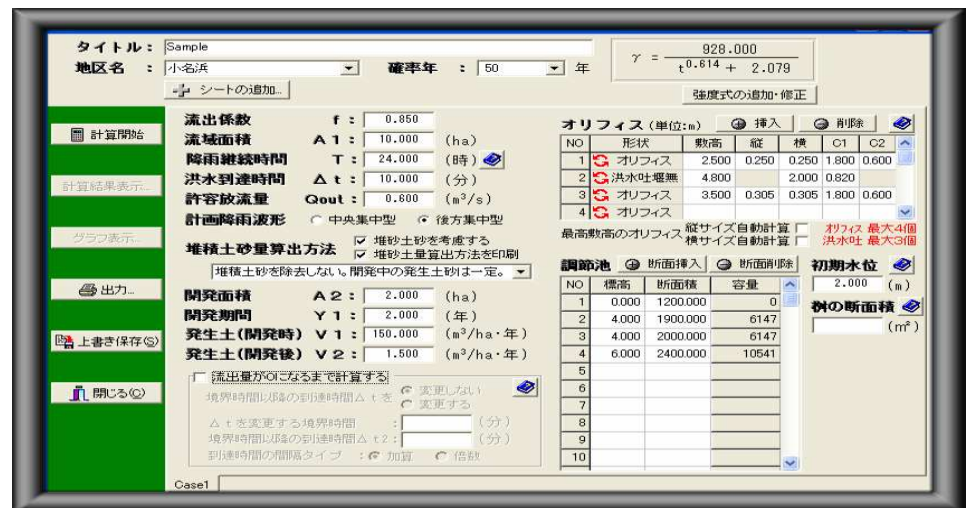 タイトル： Sample
地区名 ： 小名浜 確率年 ： 50 年
γ = 928.000 / t^0.614 + 2.079
シートの追加...
強度式の追加・修正
計算開始
計算結果表示...
グラフ表示...
出力...
上書き保存(S)
閉じる(C)
流出係数 f： 0.850
流域面積 A1： 10.000 (ha)
降雨継続時間 T： 24.000 (時)
洪水到達時間 Δt： 10.000 (分)
許容放流量 Qout： 0.600 (m³/s)
計画降雨波形 中央集中型 後方集中型
堆積土砂量算出方法 堆砂土砂を考慮する
堆砂土量算出方法を印刷
堆積土砂を除去しない。開発中の発生土砂は一定。
開発面積 A2： 2.000 (ha)
開発期間 Y1： 2.000 (年)
発生土(開発時) V1： 150.000 (m³/ha・年)
発生土(開発後) V2： 1.500 (m³/ha・年)
流出量が0になるまで計算する
境界時間以降の到達時間Δtを 変更しない
変更する
Δtを変更する境界時間 ： (分)
境界時間以降の到達時間Δt2： (分)
到達時間の間隔タイプ ： 加算 倍数
オリフィス (単位:m) 挿入 削除
NO 形状 敷高 縦 横 C1 C2
1 オリフィス 2.500 0.250 0.250 1.800 0.600
2 洪水吐堰無 4.800 2.000 0.820
3 オリフィス 3.500 0.305 0.305 1.800 0.600
4 オリフィス
最高敷高のオリフィス 縦サイズ自動計算 オリフィス 最大4個
横サイズ自動計算 洪水吐 最大3個
調節池 断面挿入 断面削除
NO 標高 断面積 容量
1 0.000 1200.000 0
2 4.000 1900.000 6147
3 4.000 2000.000 6147
4 6.000 2400.000 10541
5
6
7
8
9
10
初期水位
2.000 (m)
桝の断面積
(m²)
Case1